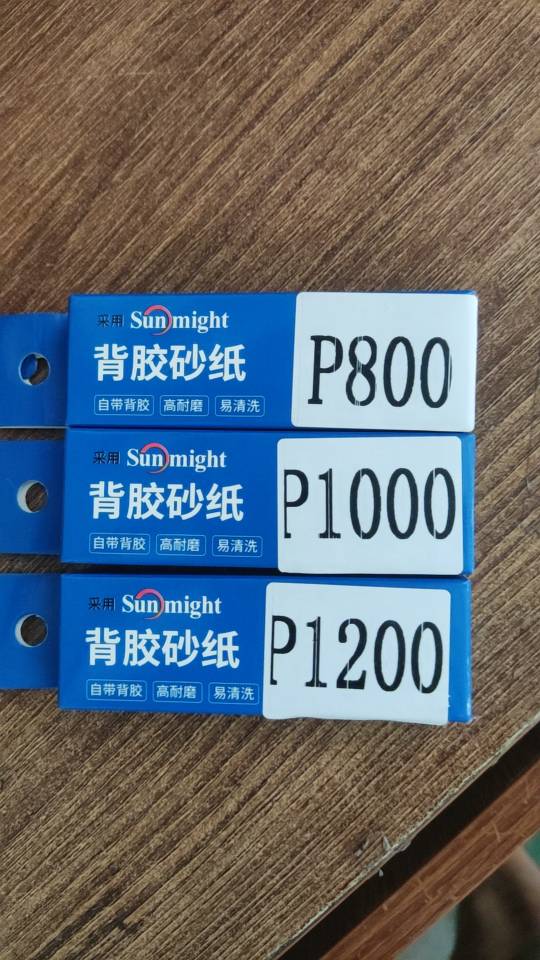 采用 Sunmight
背胶砂纸
自带背胶 高耐磨 易清洗
P800
采用 Sunmight
背胶砂纸
自带背胶 高耐磨 易清洗
P1000
采用 Sunmight
背胶砂纸
自带背胶 高耐磨 易清洗
P1200